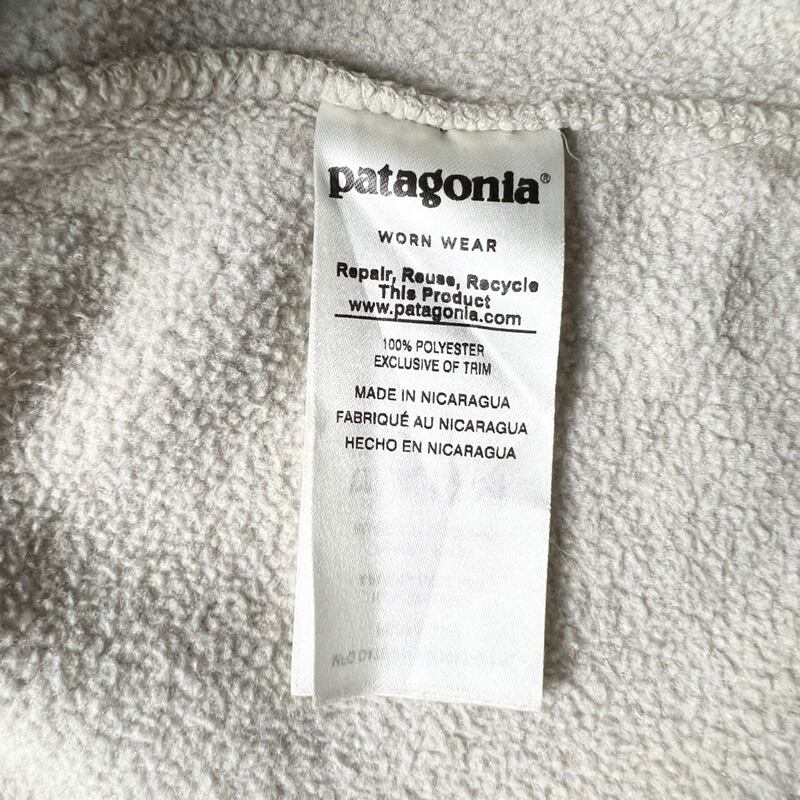 patagonia®
WORN WEAR
Repair, Reuse, Recycle
This Product
www.patagonia.com
100% POLYESTER
EXCLUSIVE OF TRIM
MADE IN NICARAGUA
FABRIQUÉ AU NICARAGUA
HECHO EN NICARAGUA